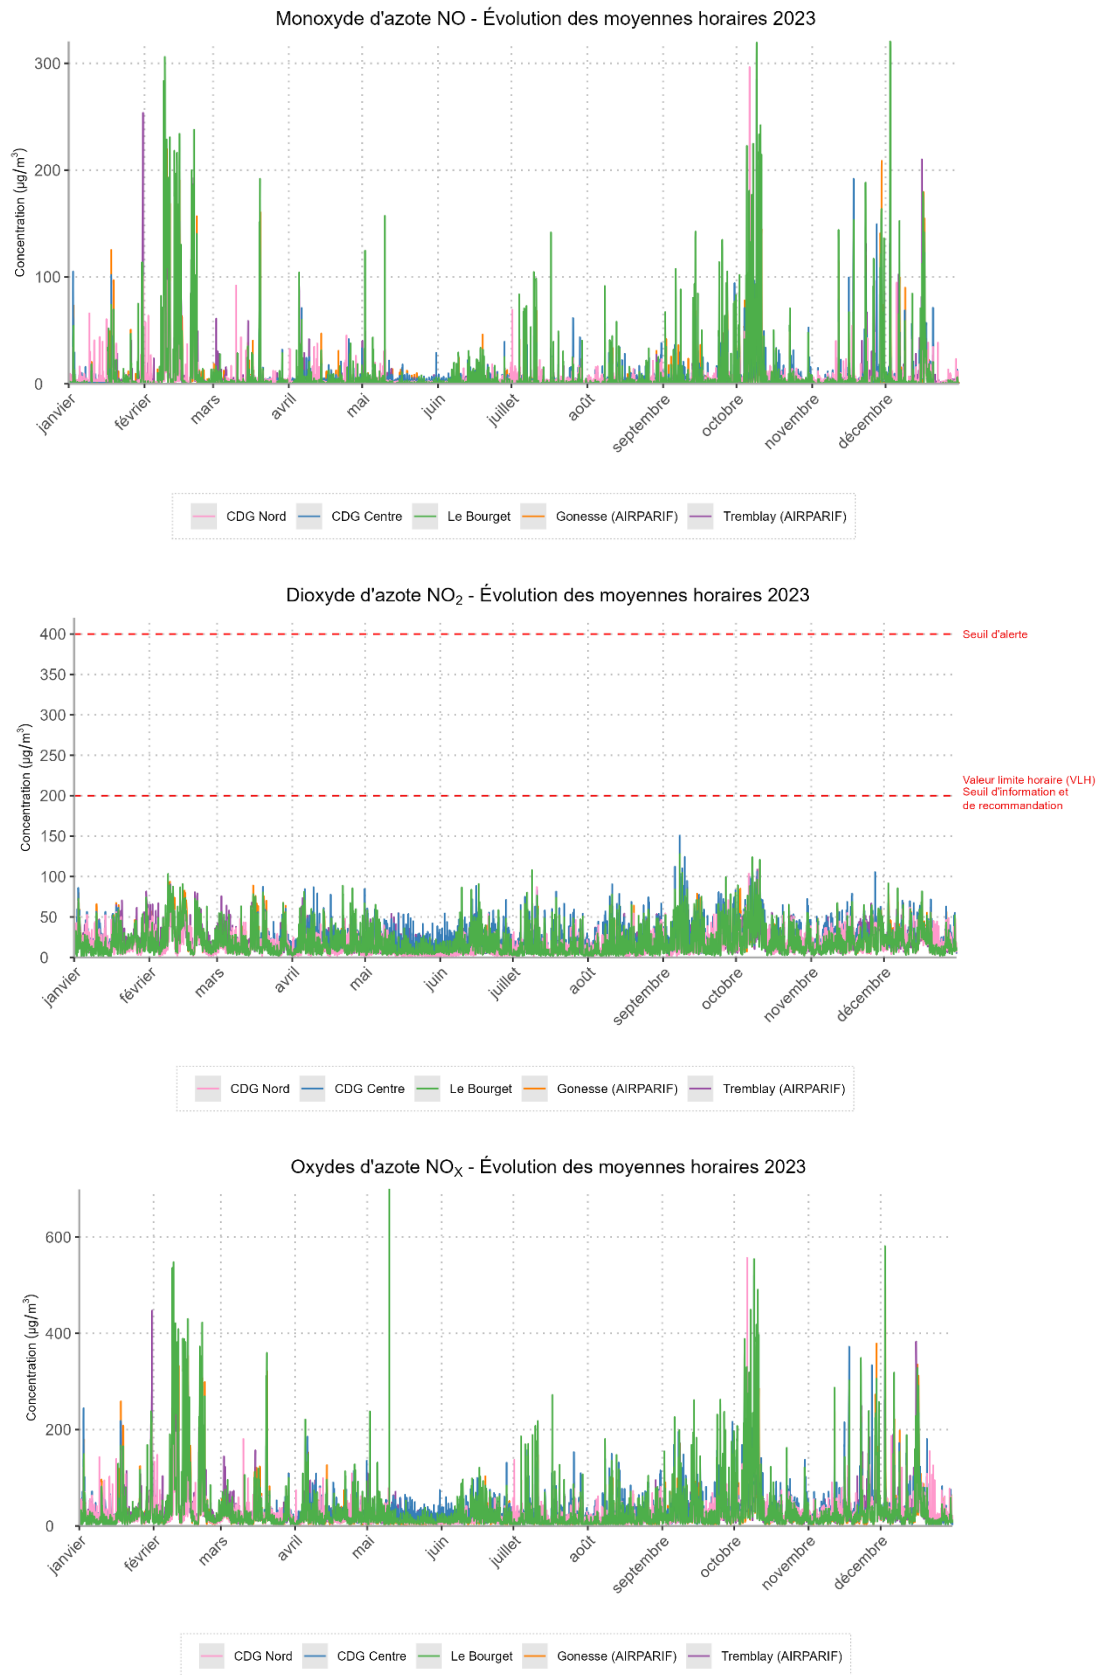 Monoxyde d'azote NO - Évolution des moyennes horaires 2023
Concentration (µg/m³)
300
200
100
0
janvier
février
mars
avril
mai
juin
juillet
août
septembre
octobre
novembre
décembre
CDG Nord
CDG Centre
Le Bourget
Gonesse (AIRPARIF)
Tremblay (AIRPARIF)
Dioxyde d'azote NO₂ - Évolution des moyennes horaires 2023
Concentration (µg/m³)
400
350
300
250
200
150
100
50
0
Seuil d'alerte
Valeur limite horaire (VLH)
Seuil d'information et
de recommandation
janvier
février
mars
avril
mai
juin
juillet
août
septembre
octobre
novembre
décembre
CDG Nord
CDG Centre
Le Bourget
Gonesse (AIRPARIF)
Tremblay (AIRPARIF)
Oxydes d'azote NOX - Évolution des moyennes horaires 2023
Concentration (µg/m³)
600
400
200
0
janvier
février
mars
avril
mai
juin
juillet
août
septembre
octobre
novembre
décembre
CDG Nord
CDG Centre
Le Bourget
Gonesse (AIRPARIF)
Tremblay (AIRPARIF)